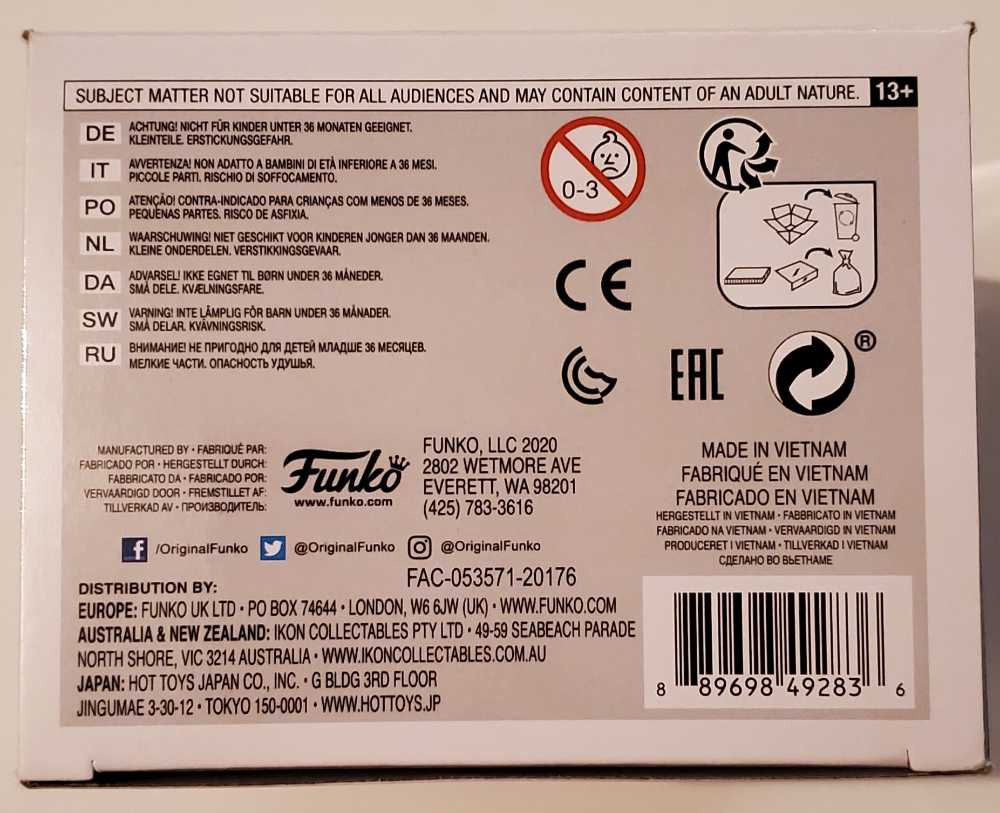 SUBJECT MATTER NOT SUITABLE FOR ALL AUDIENCES AND MAY CONTAIN CONTENT OF AN ADULT NATURE. 13+
DE ACHTUNG! NICHT FÜR KINDER UNTER 36 MONATEN GEEIGNET.
KLEINTEILE. ERSTICKUNGSGEFAHR.
IT AVVERTENZA! NON ADATTO A BAMBINI DI ETÀ INFERIORE A 36 MESI.
PICCOLE PARTI. RISCHIO DI SOFFOCAMENTO.
PO ATENÇÃO! CONTRA-INDICADO PARA CRIANÇAS COM MENOS DE 36 MESES.
PEQUENAS PARTES. RISCO DE ASFIXIA.
NL WAARSCHUWING! NIET GESCHIKT VOOR KINDEREN JONGER DAN 36 MAANDEN.
KLEINE ONDERDELEN. VERSTIKKINGSGEVAAR.
DA ADVARSEL! IKKE EGNET TIL BØRN UNDER 36 MÅNEDER.
SMÅ DELE. KVÆLNINGSFARE.
SW VARNING! INTE LÄMPLIG FÖR BARN UNDER 36 MÅNADER.
SMÅ DELAR. KVÄVNINGSRISK.
RU ВНИМАНИЕ! НЕ ПРИГОДНО ДЛЯ ДЕТЕЙ МЛАДШЕ 36 МЕСЯЦЕВ.
МЕЛКИЕ ЧАСТИ. ОПАСНОСТЬ УДУШЬЯ.
0-3
CE
EAC
®
MANUFACTURED BY • FABRIQUÉ PAR:
FABRICADO POR • HERGESTELLT DURCH:
FABBRICATO DA • FABRICADO POR:
VERVAARDIGD DOOR • FREMSTILLET AF:
TILLVERKAD AV • ПРОИЗВОДИТЕЛЬ:
Funko
www.funko.com
FUNKO, LLC 2020
2802 WETMORE AVE
EVERETT, WA 98201
(425) 783-3616
MADE IN VIETNAM
FABRIQUÉ EN VIETNAM
FABRICADO EN VIETNAM
HERGESTELLT IN VIETNAM • FABBRICATO IN VIETNAM
FABRICADO NA VIETNAM • VERVAARDIGD IN VIETNAM
PRODUCERET I VIETNAM • TILLVERKAD I VIETNAM
СДЕЛАНО ВО ВЬЕТНАМЕ
f /OriginalFunko @OriginalFunko @OriginalFunko
FAC-053571-20176
DISTRIBUTION BY:
EUROPE: FUNKO UK LTD • PO BOX 74644 • LONDON, W6 6JW (UK) • WWW.FUNKO.COM
AUSTRALIA & NEW ZEALAND: IKON COLLECTABLES PTY LTD • 49-59 SEABEACH PARADE
NORTH SHORE, VIC 3214 AUSTRALIA • WWW.IKONCOLLECTABLES.COM.AU
JAPAN: HOT TOYS JAPAN CO., INC. • G BLDG 3RD FLOOR
JINGUMAE 3-30-12 • TOKYO 150-0001 • WWW.HOTTOYS.JP
8 89698 49283 6